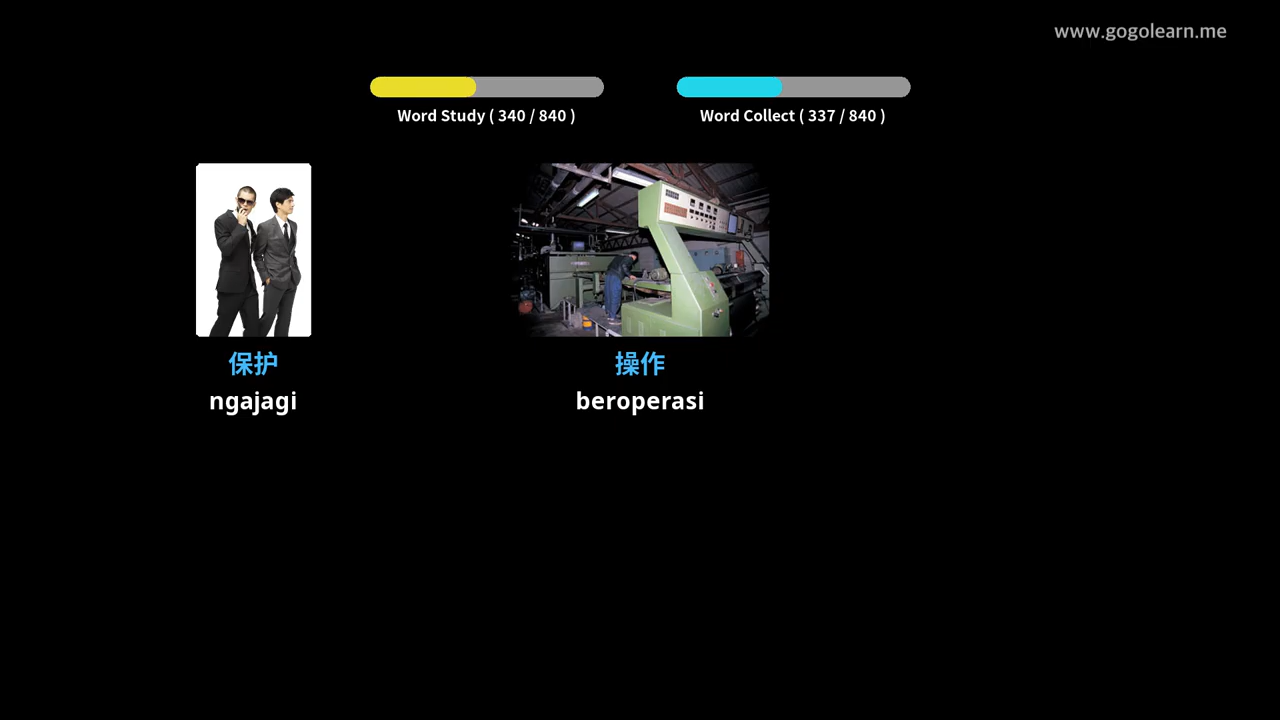 www.gogolearn.me
Word Study ( 340 / 840 )
Word Collect ( 337 / 840 )
保护
ngajagi
操作
beroperasi